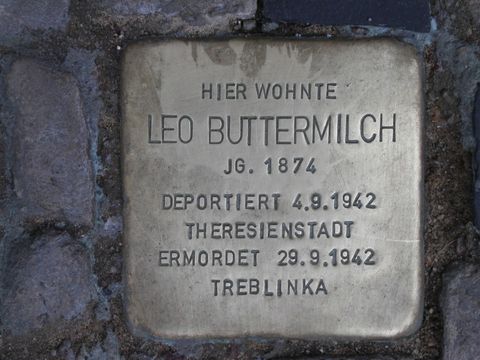 HIER WOHNTE
LEO BUTTERMILCH
JG. 1874
DEPORTIERT 4.9.1942
THERESIENSTADT
ERMORDET 29.9.1942
TREBLINKA